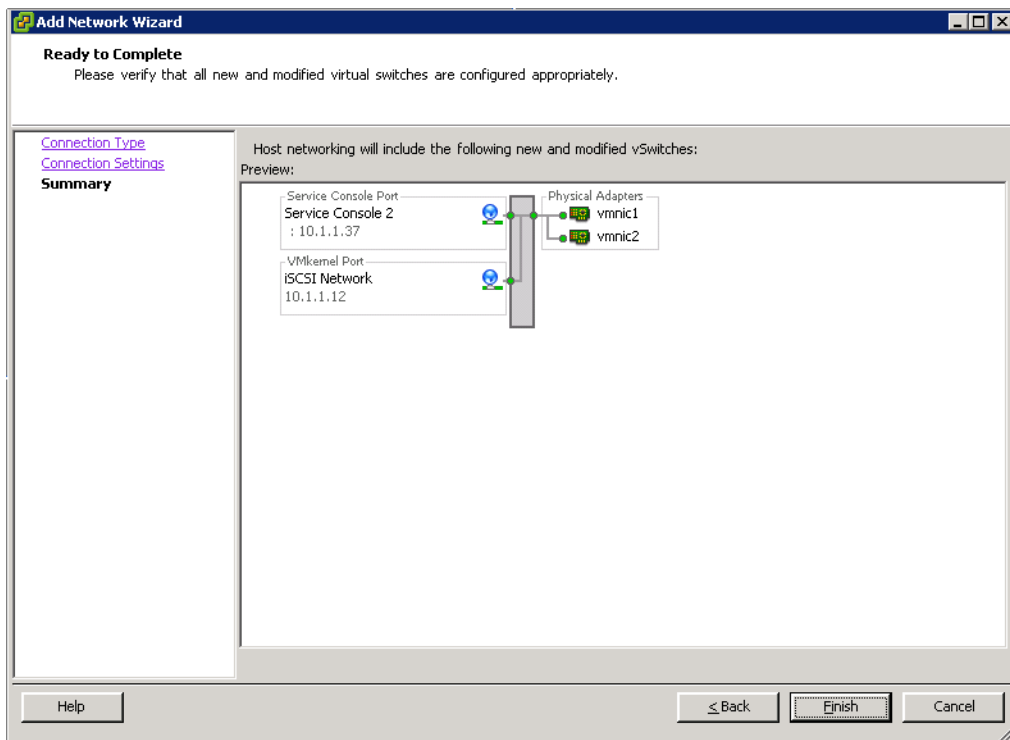 Add Network Wizard
Ready to Complete
Please verify that all new and modified virtual switches are configured appropriately.
Connection Type
Connection Settings
Summary
Host networking will include the following new and modified vSwitches:
Preview:
Service Console Port
Service Console 2
: 10.1.1.37
VMkernel Port
iSCSI Network
10.1.1.12
Physical Adapters
vmnic1
vmnic2
Help
< Back
Finish
Cancel